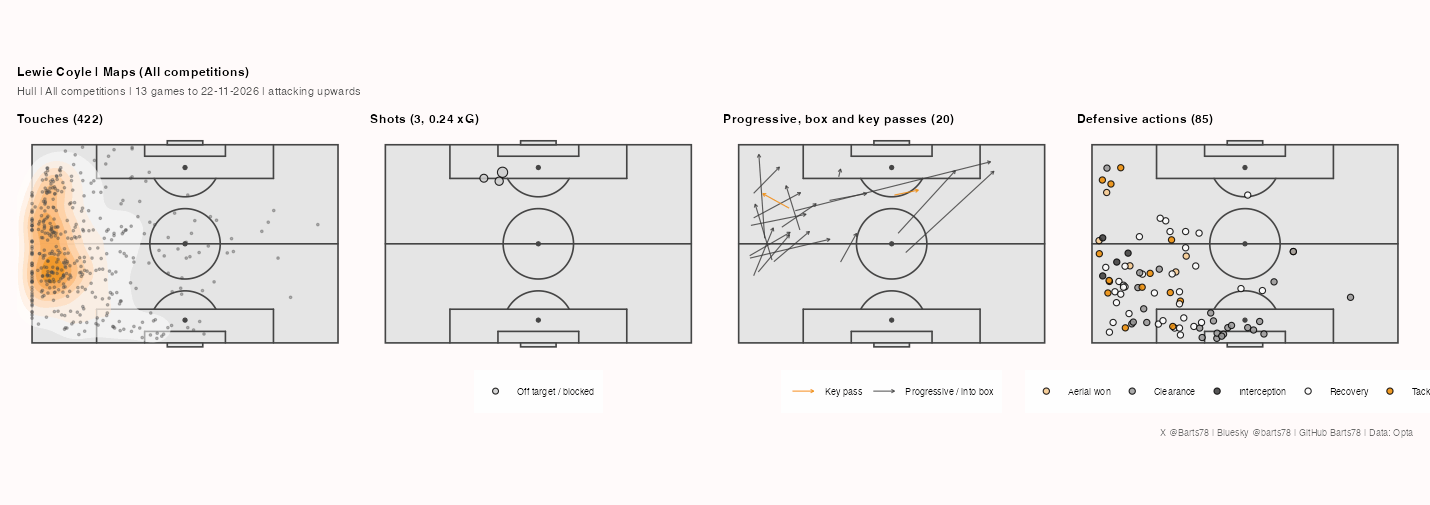 Lewie Coyle | Maps (All competitions)
Hull | All competitions | 13 games to 22-11-2026 | attacking upwards
Touches (422)
Shots (3, 0.24 xG)
Progressive, box and key passes (20)
Defensive actions (85)
Off target / blocked
Key pass
Progressive / into box
Aerial won
Clearance
Interception
Recovery
Tack
X @Barts78 | Bluesky @barts78 | GitHub Barts78 | Data: Opta